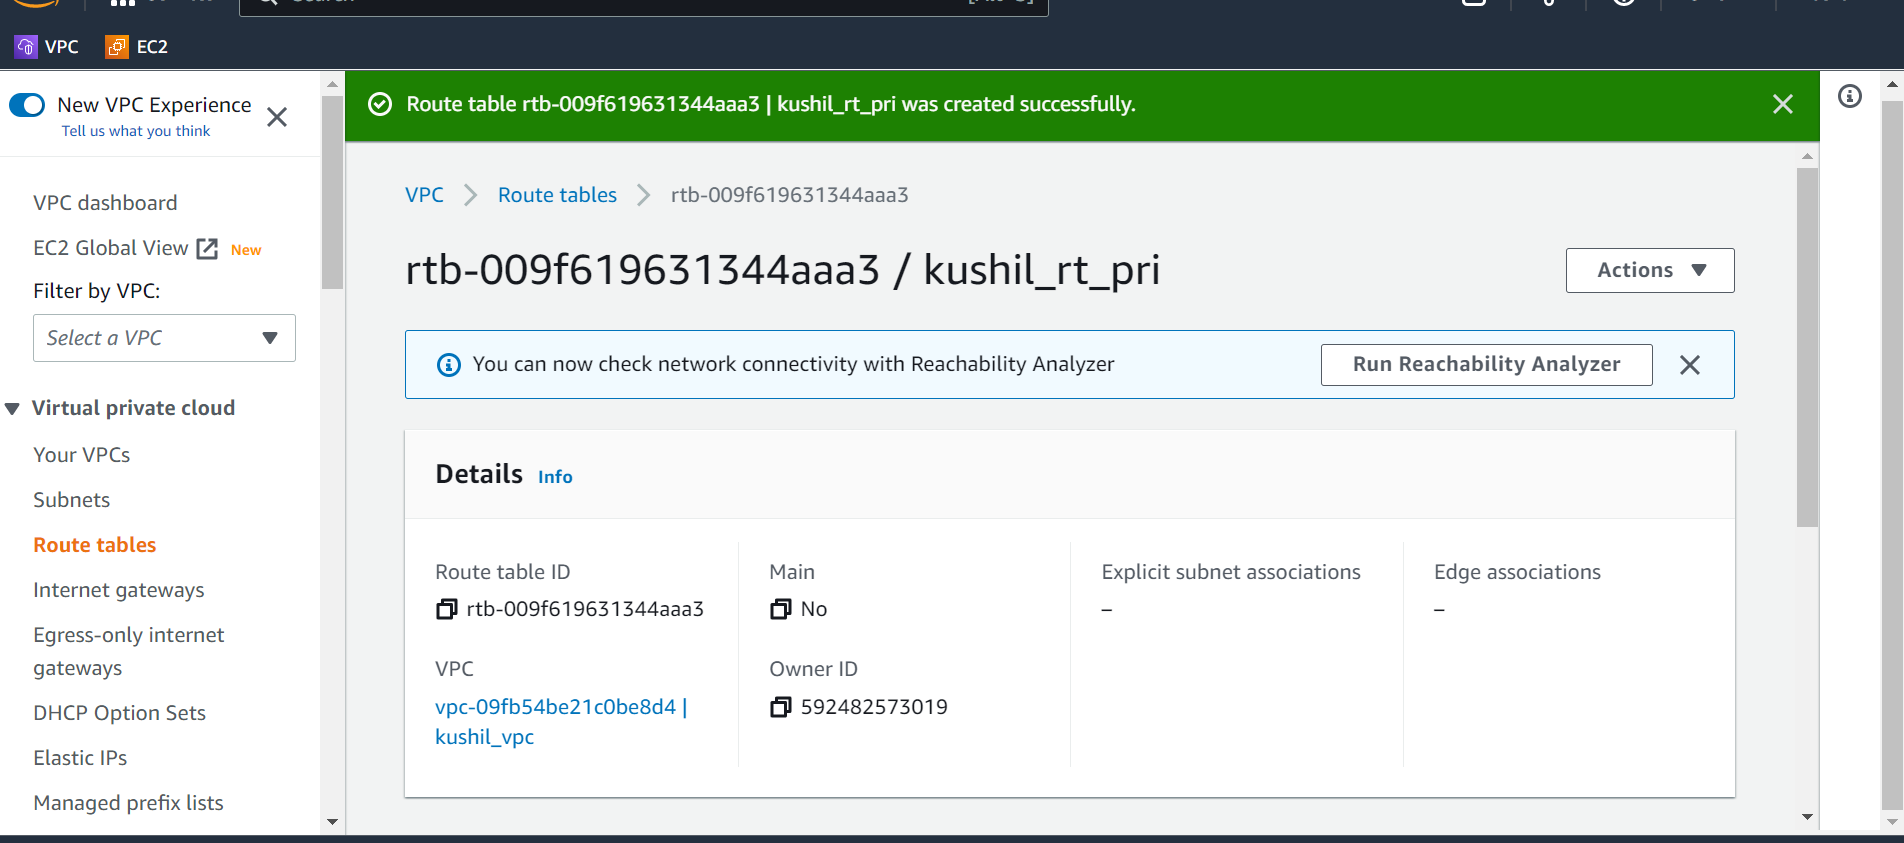 VPC
EC2
New VPC Experience
Tell us what you think
Route table rtb-009f619631344aaa3 | kushil_rt_pri was created successfully.
VPC
Route tables
rtb-009f619631344aaa3
VPC dashboard
EC2 Global View New
Filter by VPC:
Select a VPC
Virtual private cloud
Your VPCs
Subnets
Route tables
Internet gateways
Egress-only internet
gateways
DHCP Option Sets
Elastic IPs
Managed prefix lists
rtb-009f619631344aaa3 / kushil_rt_pri
Actions
You can now check network connectivity with Reachability Analyzer
Run Reachability Analyzer
Details Info
Route table ID
rtb-009f619631344aaa3
Main
No
Explicit subnet associations
–
Edge associations
–
VPC
vpc-09fb54be21c0be8d4 |
kushil_vpc
Owner ID
592482573019